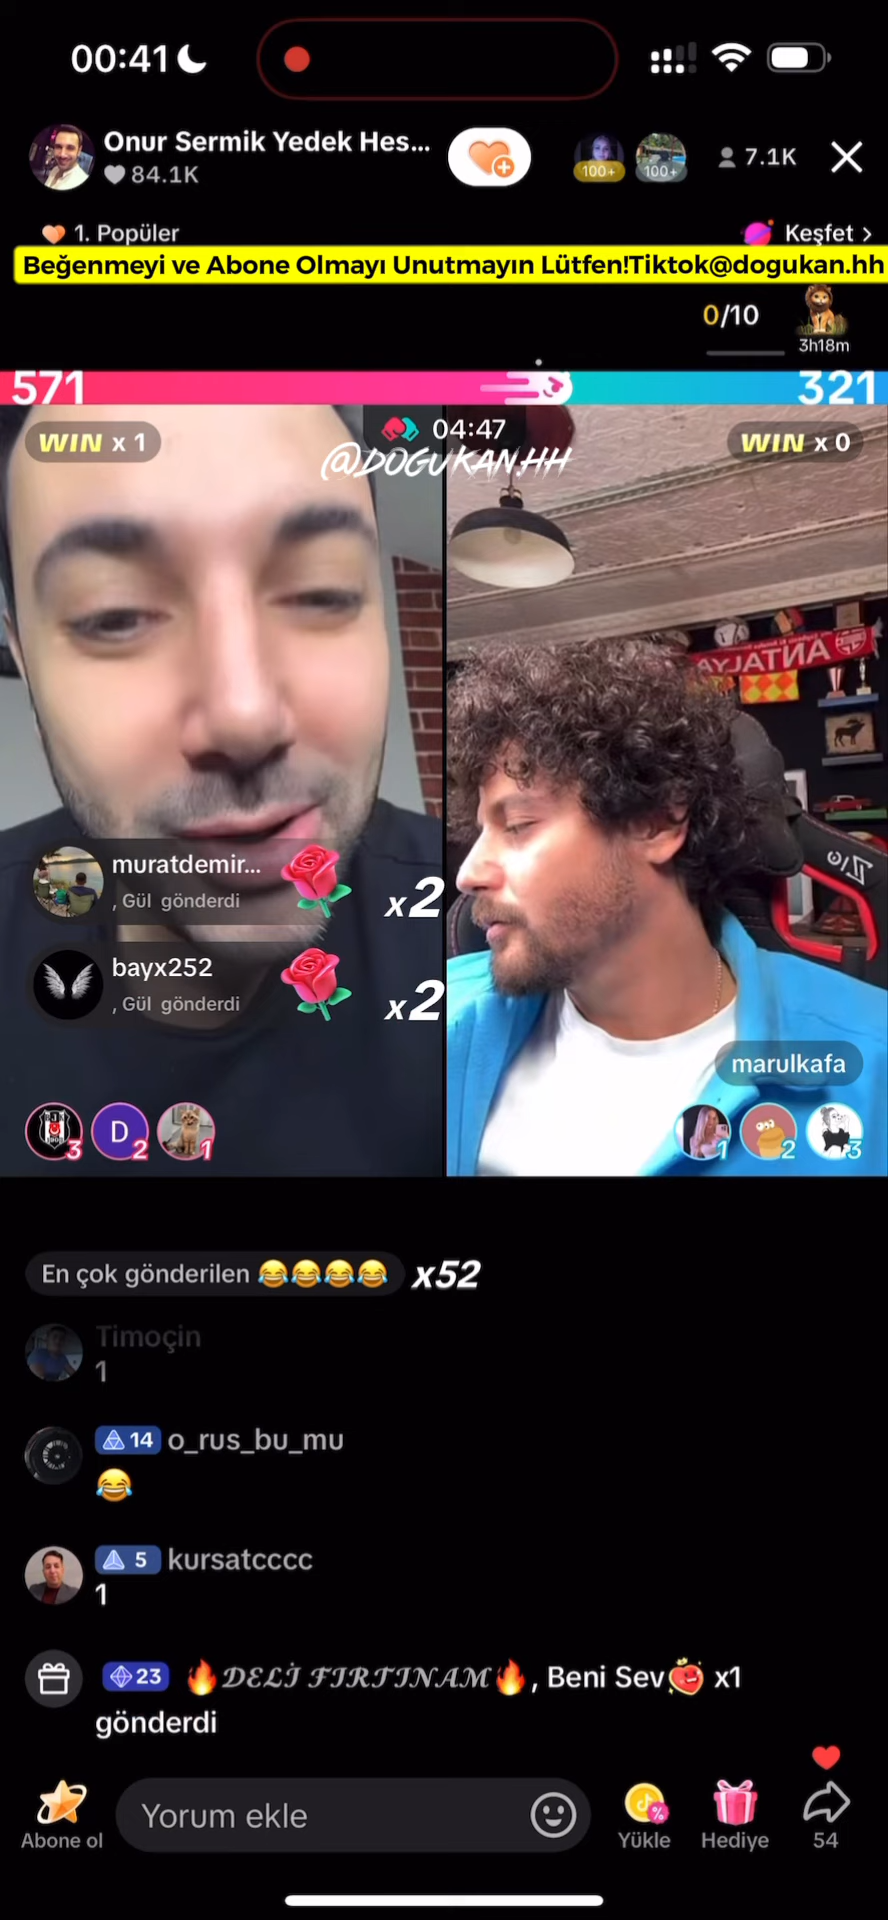 00:41
Onur Sermik Yedek Hes...
84.1K
100+
100+
7.1K
1. Popüler
Keşfet >
Beğenmeyi ve Abone Olmayı Unutmayın Lütfen!Tiktok@dogukan.hh
0/10
3h18m
571
321
WIN x 1
04:47
WIN x 0
@DOGUKAN.HH
ANTALYA
muratdemir...
, Gül gönderdi
x2
bayx252
, Gül gönderdi
x2
marulkafa
D
3
2
1
1
2
3
En çok gönderilen 😂😂😂😂 x52
Timoçin
1
14 o_rus_bu_mu
😂
5 kursatcccc
1
23 🔥𝓓𝓔𝓛İ 𝓕𝓘𝓡𝓣𝓘𝓝𝓐𝓜🔥, Beni Sev x1
gönderdi
Abone ol
Yorum ekle
Yükle
Hediye
54